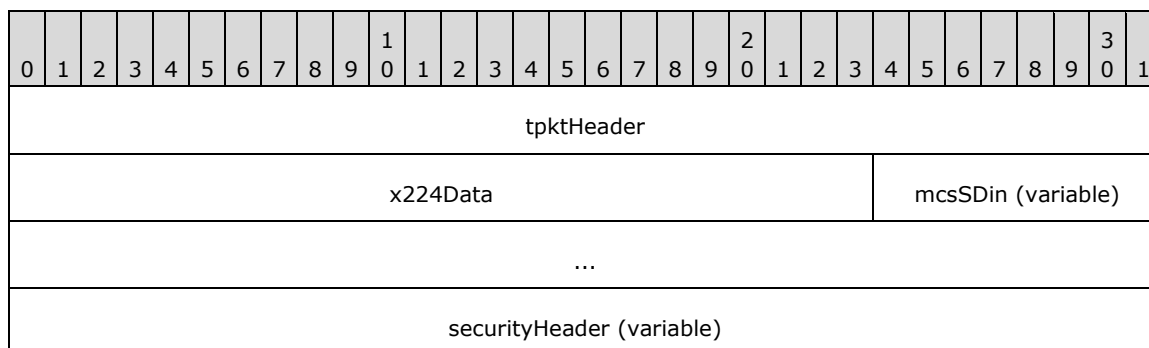 1 2 3
0 1 2 3 4 5 6 7 8 9 0 1 2 3 4 5 6 7 8 9 0 1 2 3 4 5 6 7 8 9 0 1
tpktHeader
x224Data mcsSDin (variable)
...
securityHeader (variable)